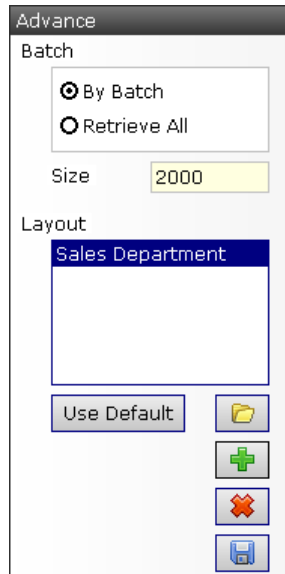 Advance
Batch
By Batch
Retrieve All
Size 2000
Layout
Sales Department
Use Default